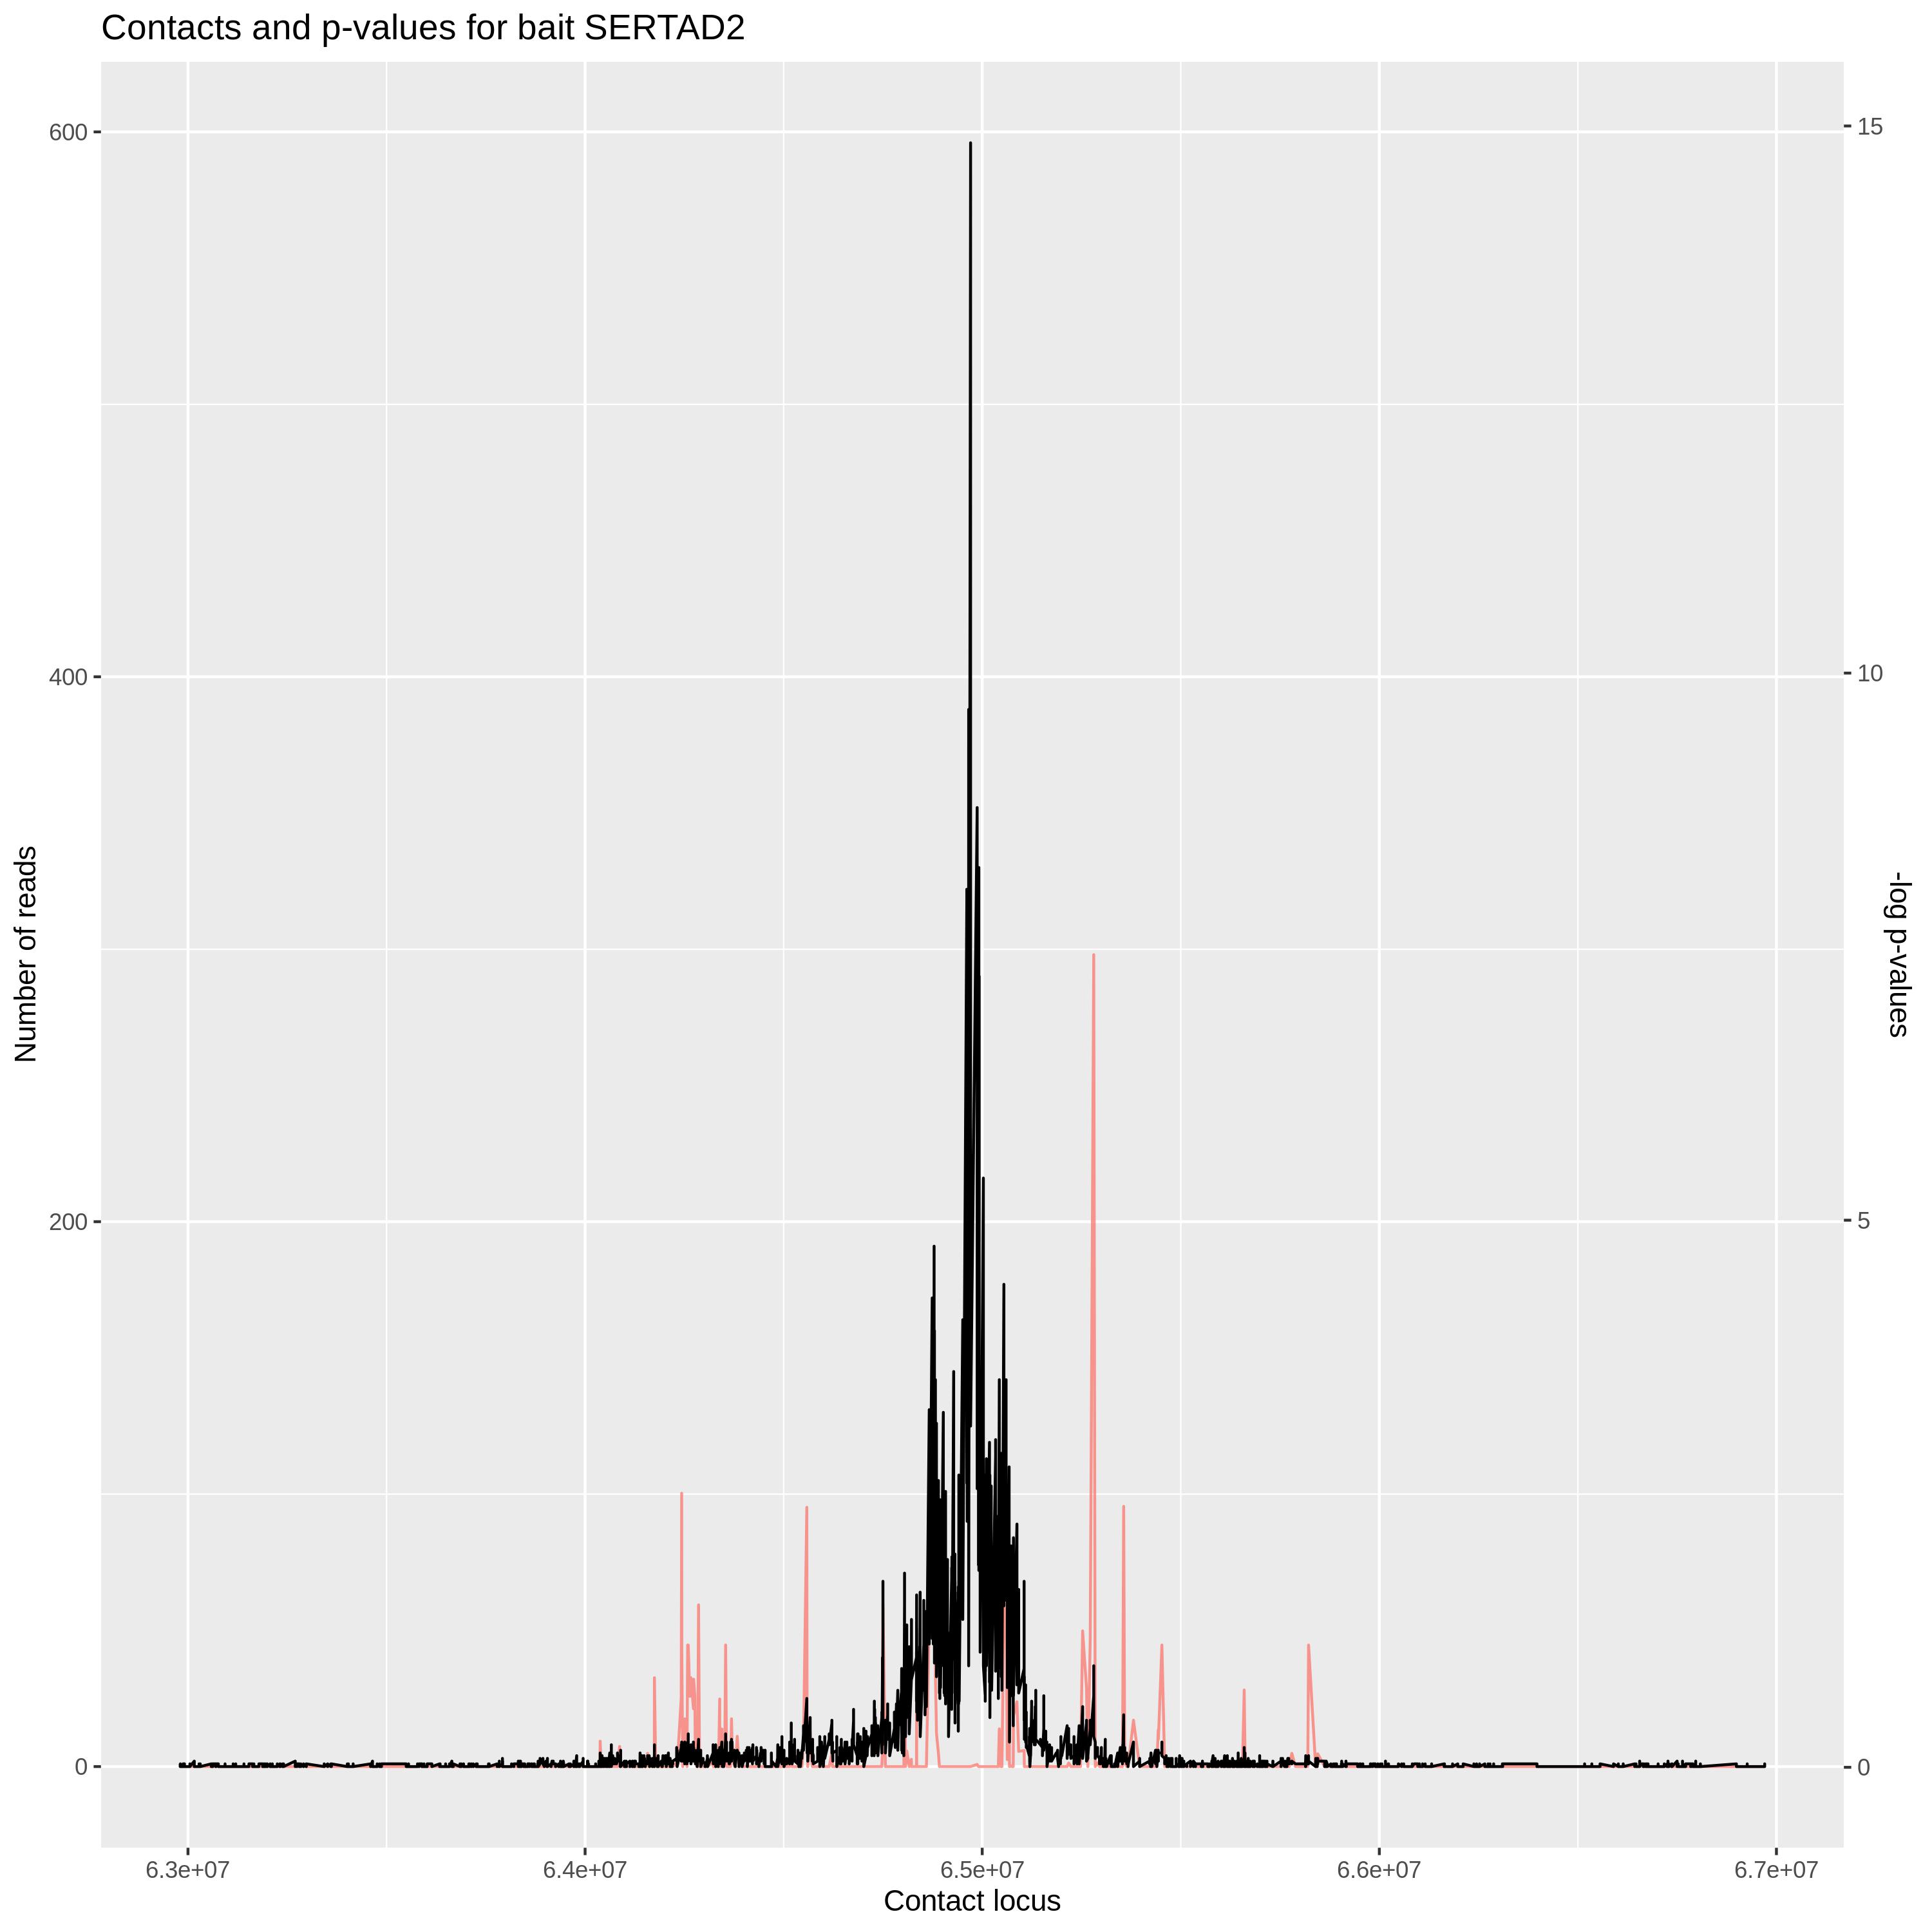 Contacts and p-values for bait SERTAD2
600
400
200
0
Number of reads
15
10
5
0
-log p-values
6.3e+07 6.4e+07 6.5e+07 6.6e+07 6.7e+07
Contact locus